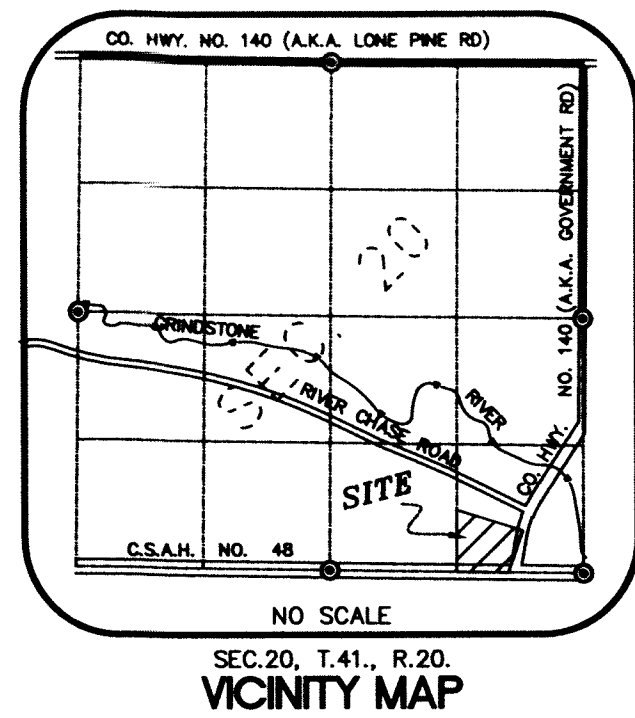 CO. HWY. NO. 140 (A.K.A. LONE PINE RD)
NO. 140 (A.K.A. GOVERNMENT RD)
CO. HWY.
SEC. 20
GRINDSTONE
RIVER
RIVER CHASE ROAD
SITE
C.S.A.H. NO. 48
NO SCALE
SEC.20, T.41., R.20.
VICINITY MAP